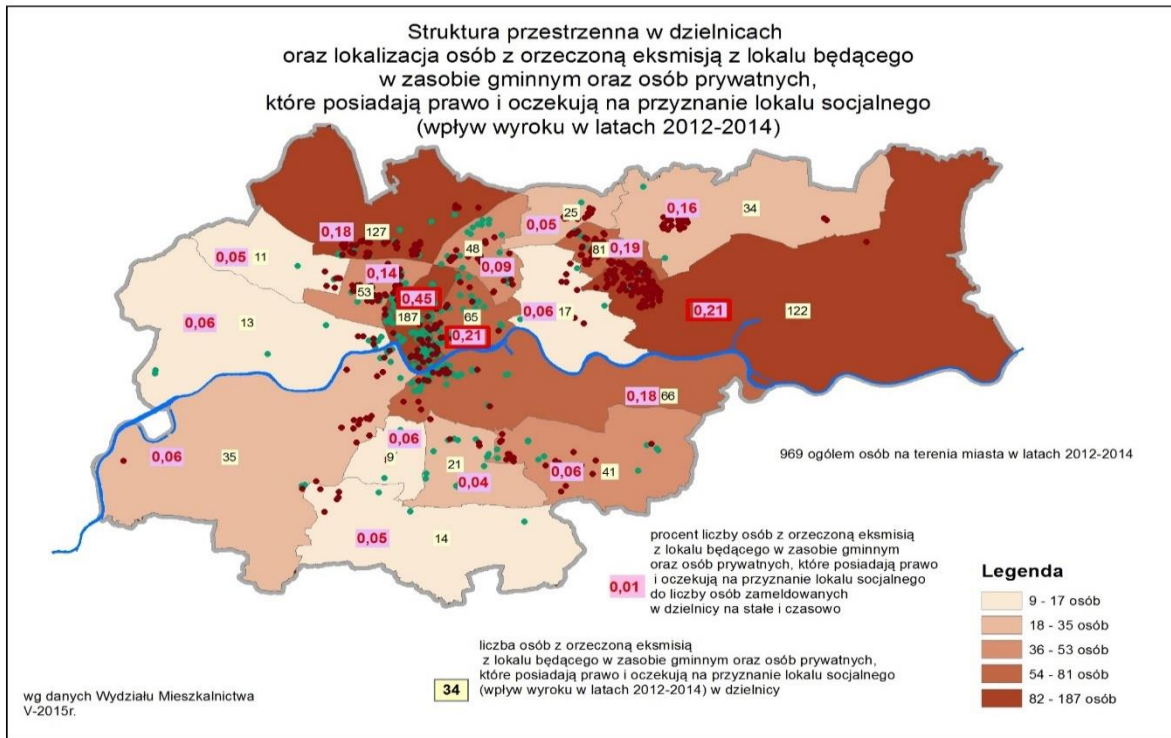 Struktura przestrzenna w dzielnicach
oraz lokalizacja osób z orzeczoną eksmisją z lokalu będącego
w zasobie gminnym oraz osób prywatnych,
które posiadają prawo i oczekują na przyznanie lokalu socjalnego
(wpływ wyroku w latach 2012-2014)
0,18 127
0,05 11
0,14
53
0,06 13
0,45
187
48
0,09
65
0,21
0,05
25
0,16 34
81 0,19
0,06 17
0,21 122
0,18 66
0,06 35
0,06
9
21
0,04
0,06 41
0,05 14
969 ogółem osób na terenia miasta w latach 2012-2014
procent liczby osób z orzeczoną eksmisją
z lokalu będącego w zasobie gminnym
oraz osób prywatnych, które posiadają prawo
i oczekują na przyznanie lokalu socjalnego
0,01 do liczby osób zameldowanych
w dzielnicy na stałe i czasowo
liczba osób z orzeczoną eksmisją
z lokalu będącego w zasobie gminnym oraz osób prywatnych,
które posiadają prawo i oczekują na przyznanie lokalu socjalnego
34 (wpływ wyroku w latach 2012-2014) w dzielnicy
Legenda
9 - 17 osób
18 - 35 osób
36 - 53 osób
54 - 81 osób
82 - 187 osób
wg danych Wydziału Mieszkalnictwa
V-2015r.